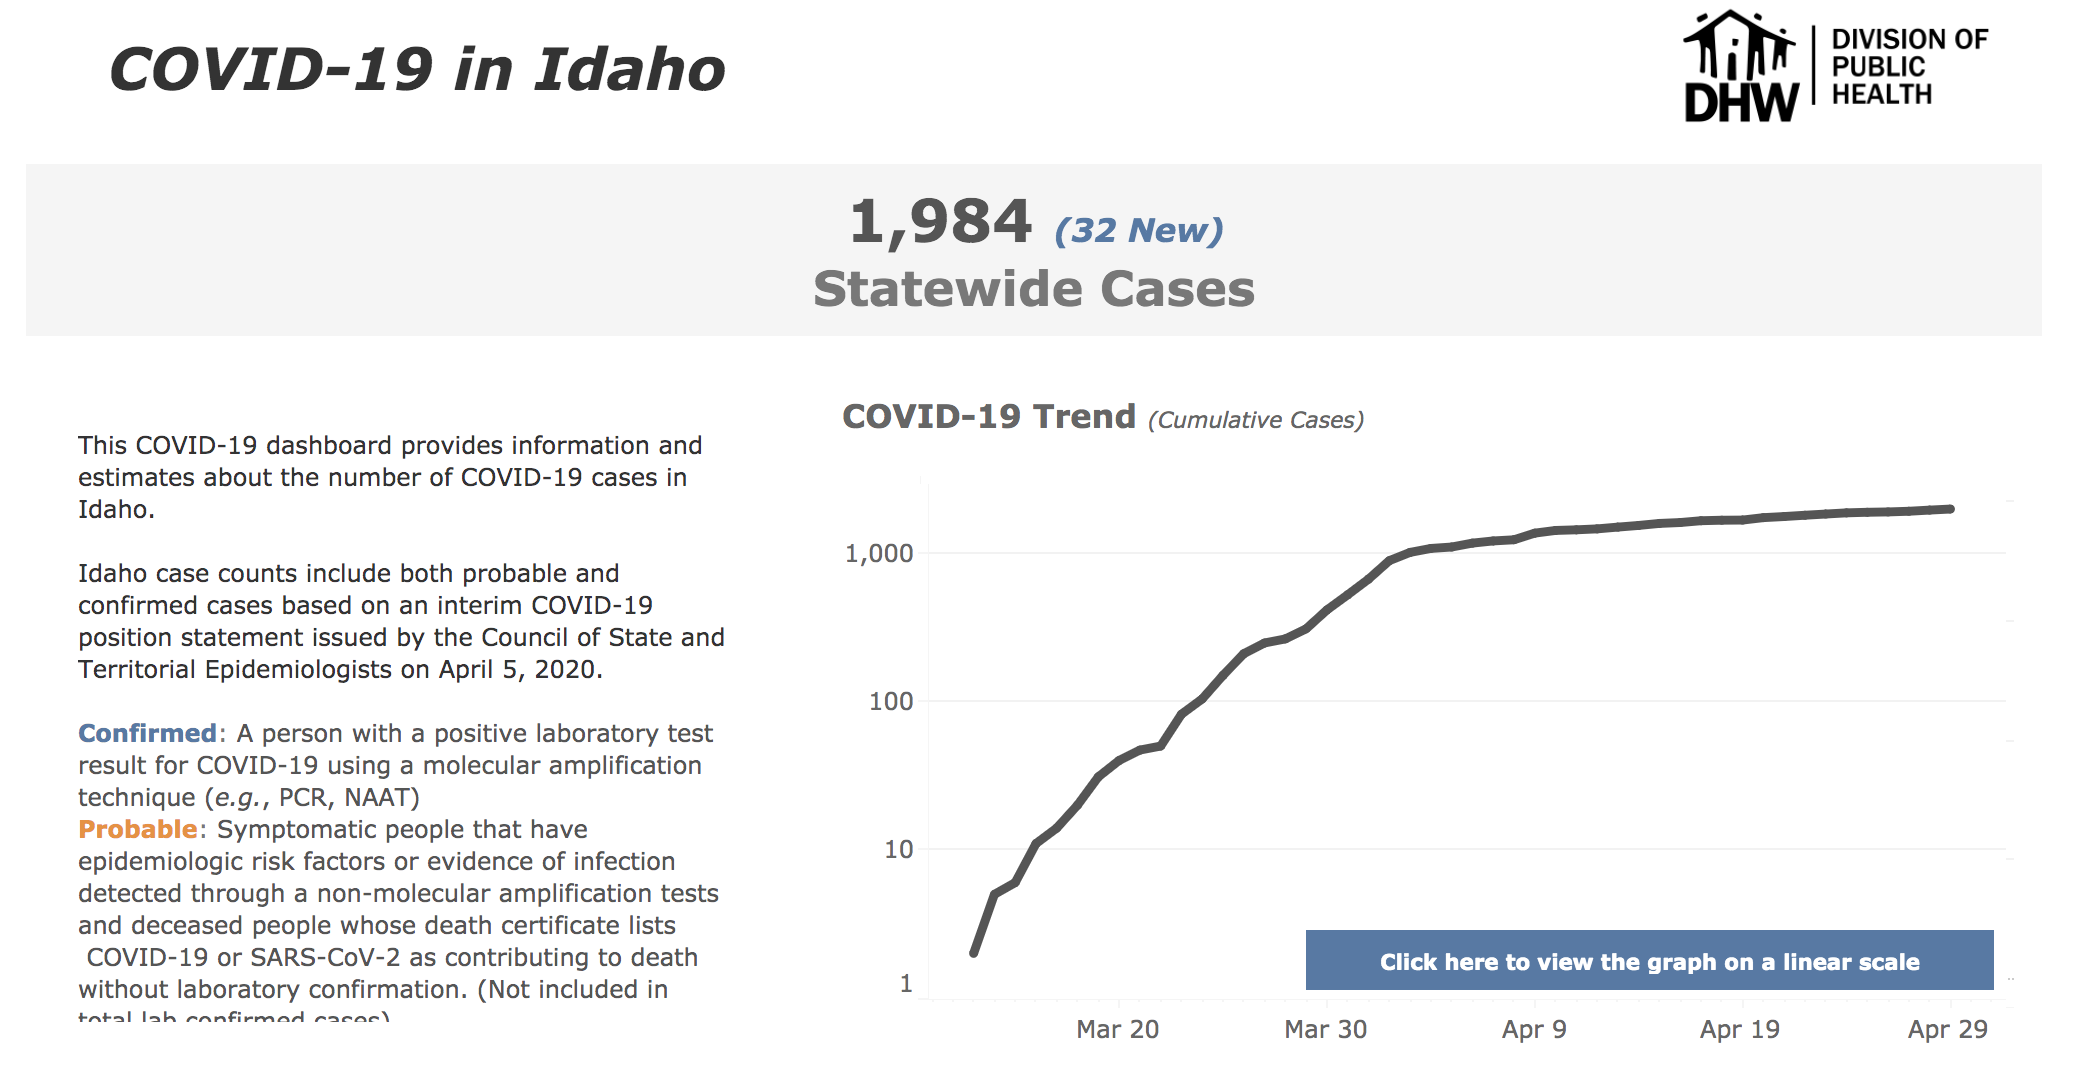 COVID-19 in Idaho
DHW
DIVISION OF
PUBLIC
HEALTH
1,984 (32 New)
Statewide Cases
This COVID-19 dashboard provides information and
estimates about the number of COVID-19 cases in
Idaho.
Idaho case counts include both probable and
confirmed cases based on an interim COVID-19
position statement issued by the Council of State and
Territorial Epidemiologists on April 5, 2020.
Confirmed: A person with a positive laboratory test
result for COVID-19 using a molecular amplification
technique (e.g., PCR, NAAT)
Probable: Symptomatic people that have
epidemiologic risk factors or evidence of infection
detected through a non-molecular amplification tests
and deceased people whose death certificate lists
COVID-19 or SARS-CoV-2 as contributing to death
without laboratory confirmation. (Not included in
total lab confirmed cases)
COVID-19 Trend (Cumulative Cases)
1,000
100
10
1
Click here to view the graph on a linear scale
Mar 20 Mar 30 Apr 9 Apr 19 Apr 29